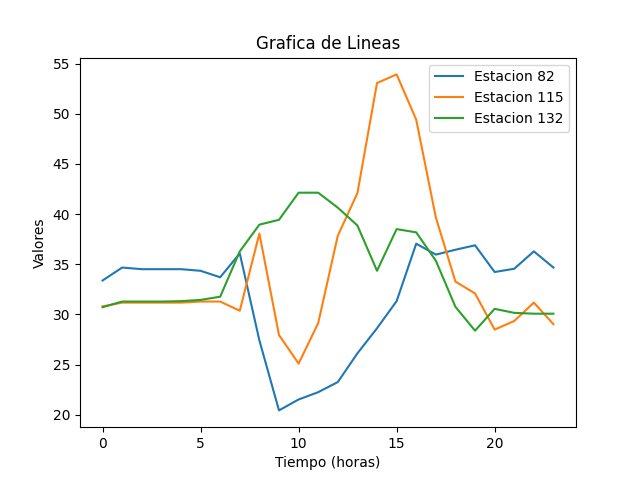 Grafica de Lineas
Estacion 82
Estacion 115
Estacion 132
Valores
55
50
45
40
35
30
25
20
0 5 10 15 20
Tiempo (horas)